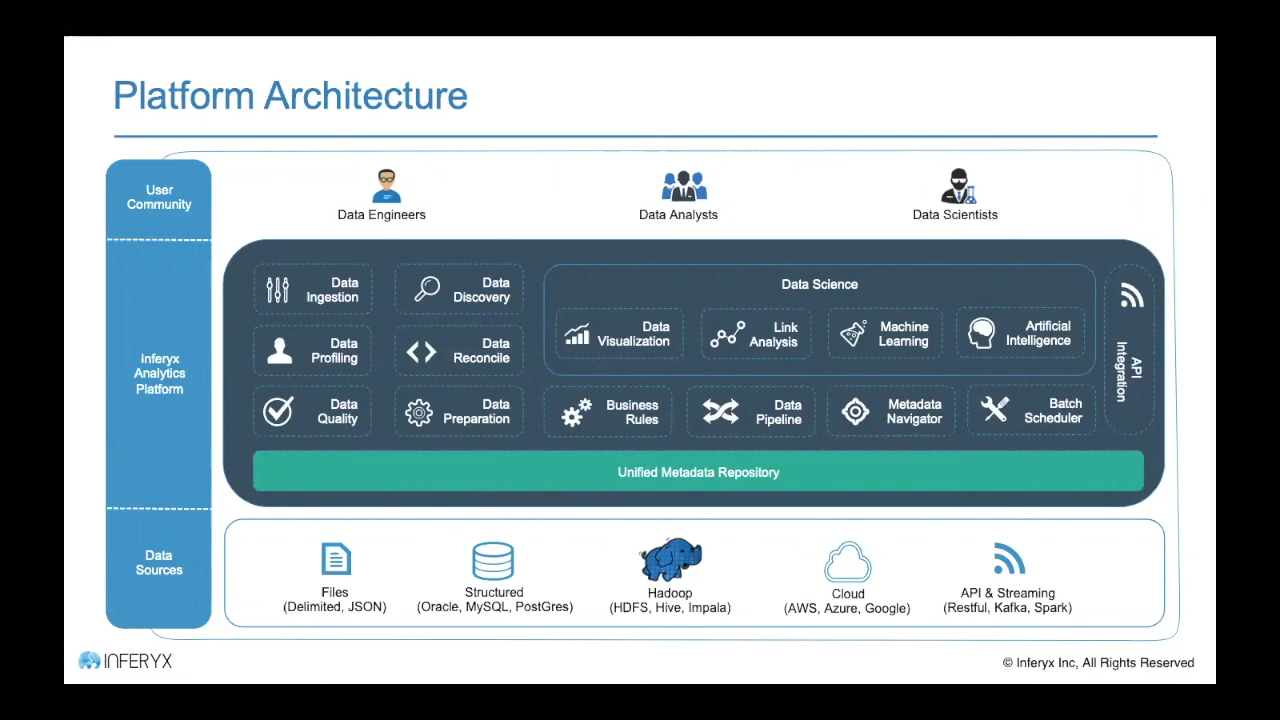 Platform Architecture
User
Community
Data Engineers
Data Analysts
Data Scientists
Inferyx
Analytics
Platform
Data
Ingestion
Data
Discovery
Data
Profiling
Data
Reconcile
Data
Quality
Data
Preparation
Data Science
Data
Visualization
Link
Analysis
Machine
Learning
Artificial
Intelligence
Business
Rules
Data
Pipeline
Metadata
Navigator
Batch
Scheduler
API
Integration
Unified Metadata Repository
Data
Sources
Files
(Delimited, JSON)
Structured
(Oracle, MySQL, PostGres)
Hadoop
(HDFS, Hive, Impala)
Cloud
(AWS, Azure, Google)
API & Streaming
(Restful, Kafka, Spark)
INFERYX
© Inferyx Inc, All Rights Reserved